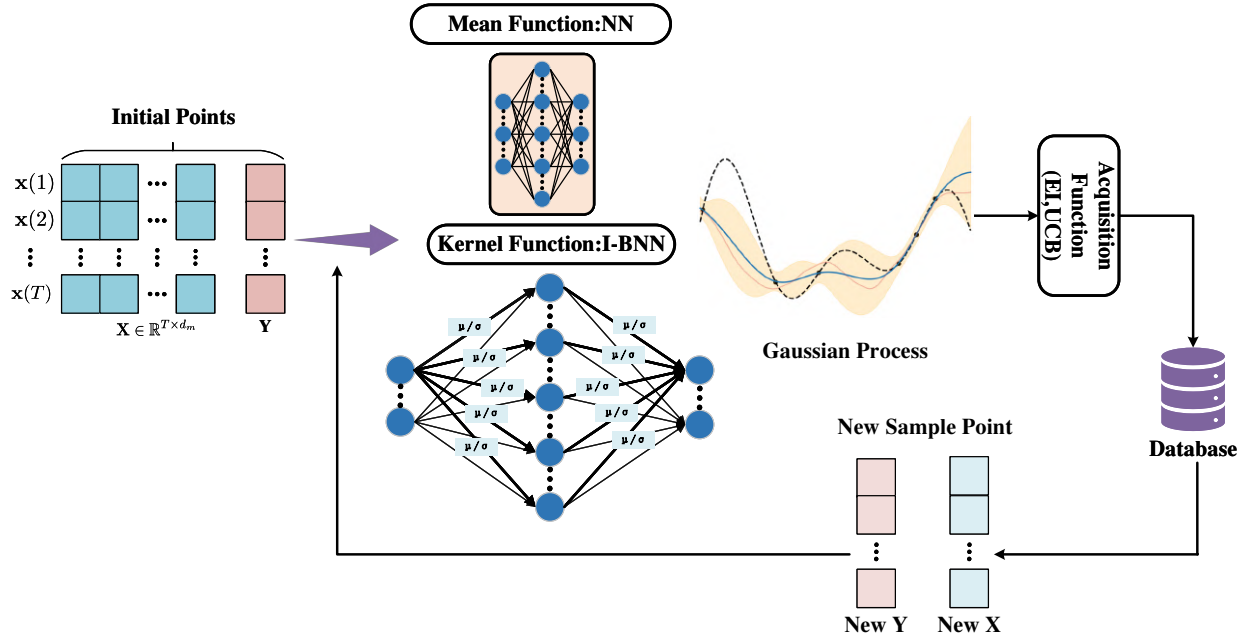 Mean Function:NN
Initial Points
x(1)
x(2)
x(T)
X ∈ ℝ^{T×d_m}
Y
Kernel Function:I-BNN
μ/σ
μ/σ
μ/σ
μ/σ
μ/σ
μ/σ
μ/σ
μ/σ
μ/σ
μ/σ
Gaussian Process
Acquisition
Function
(EI,UCB)
Database
New Sample Point
New Y
New X